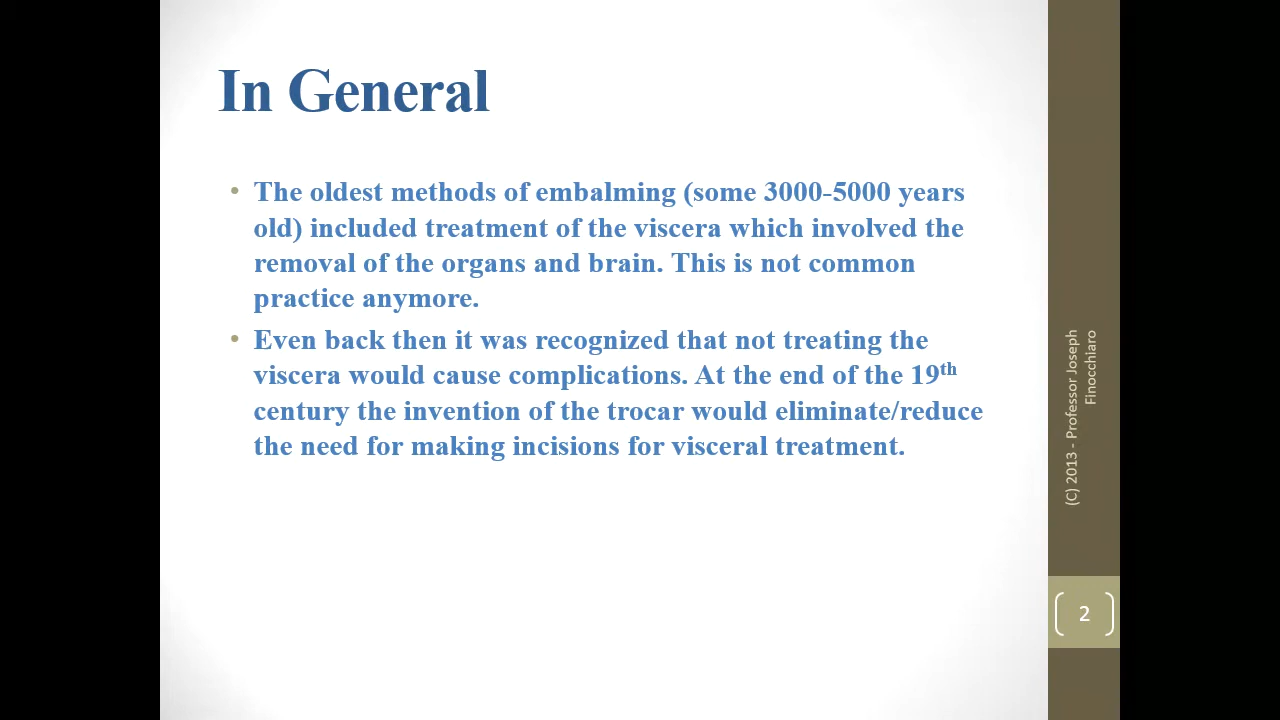 In General
• The oldest methods of embalming (some 3000-5000 years
old) included treatment of the viscera which involved the
removal of the organs and brain. This is not common
practice anymore.
• Even back then it was recognized that not treating the
viscera would cause complications. At the end of the 19th
century the invention of the trocar would eliminate/reduce
the need for making incisions for visceral treatment.
(C) 2013 - Professor Joseph
Finocchiaro
2